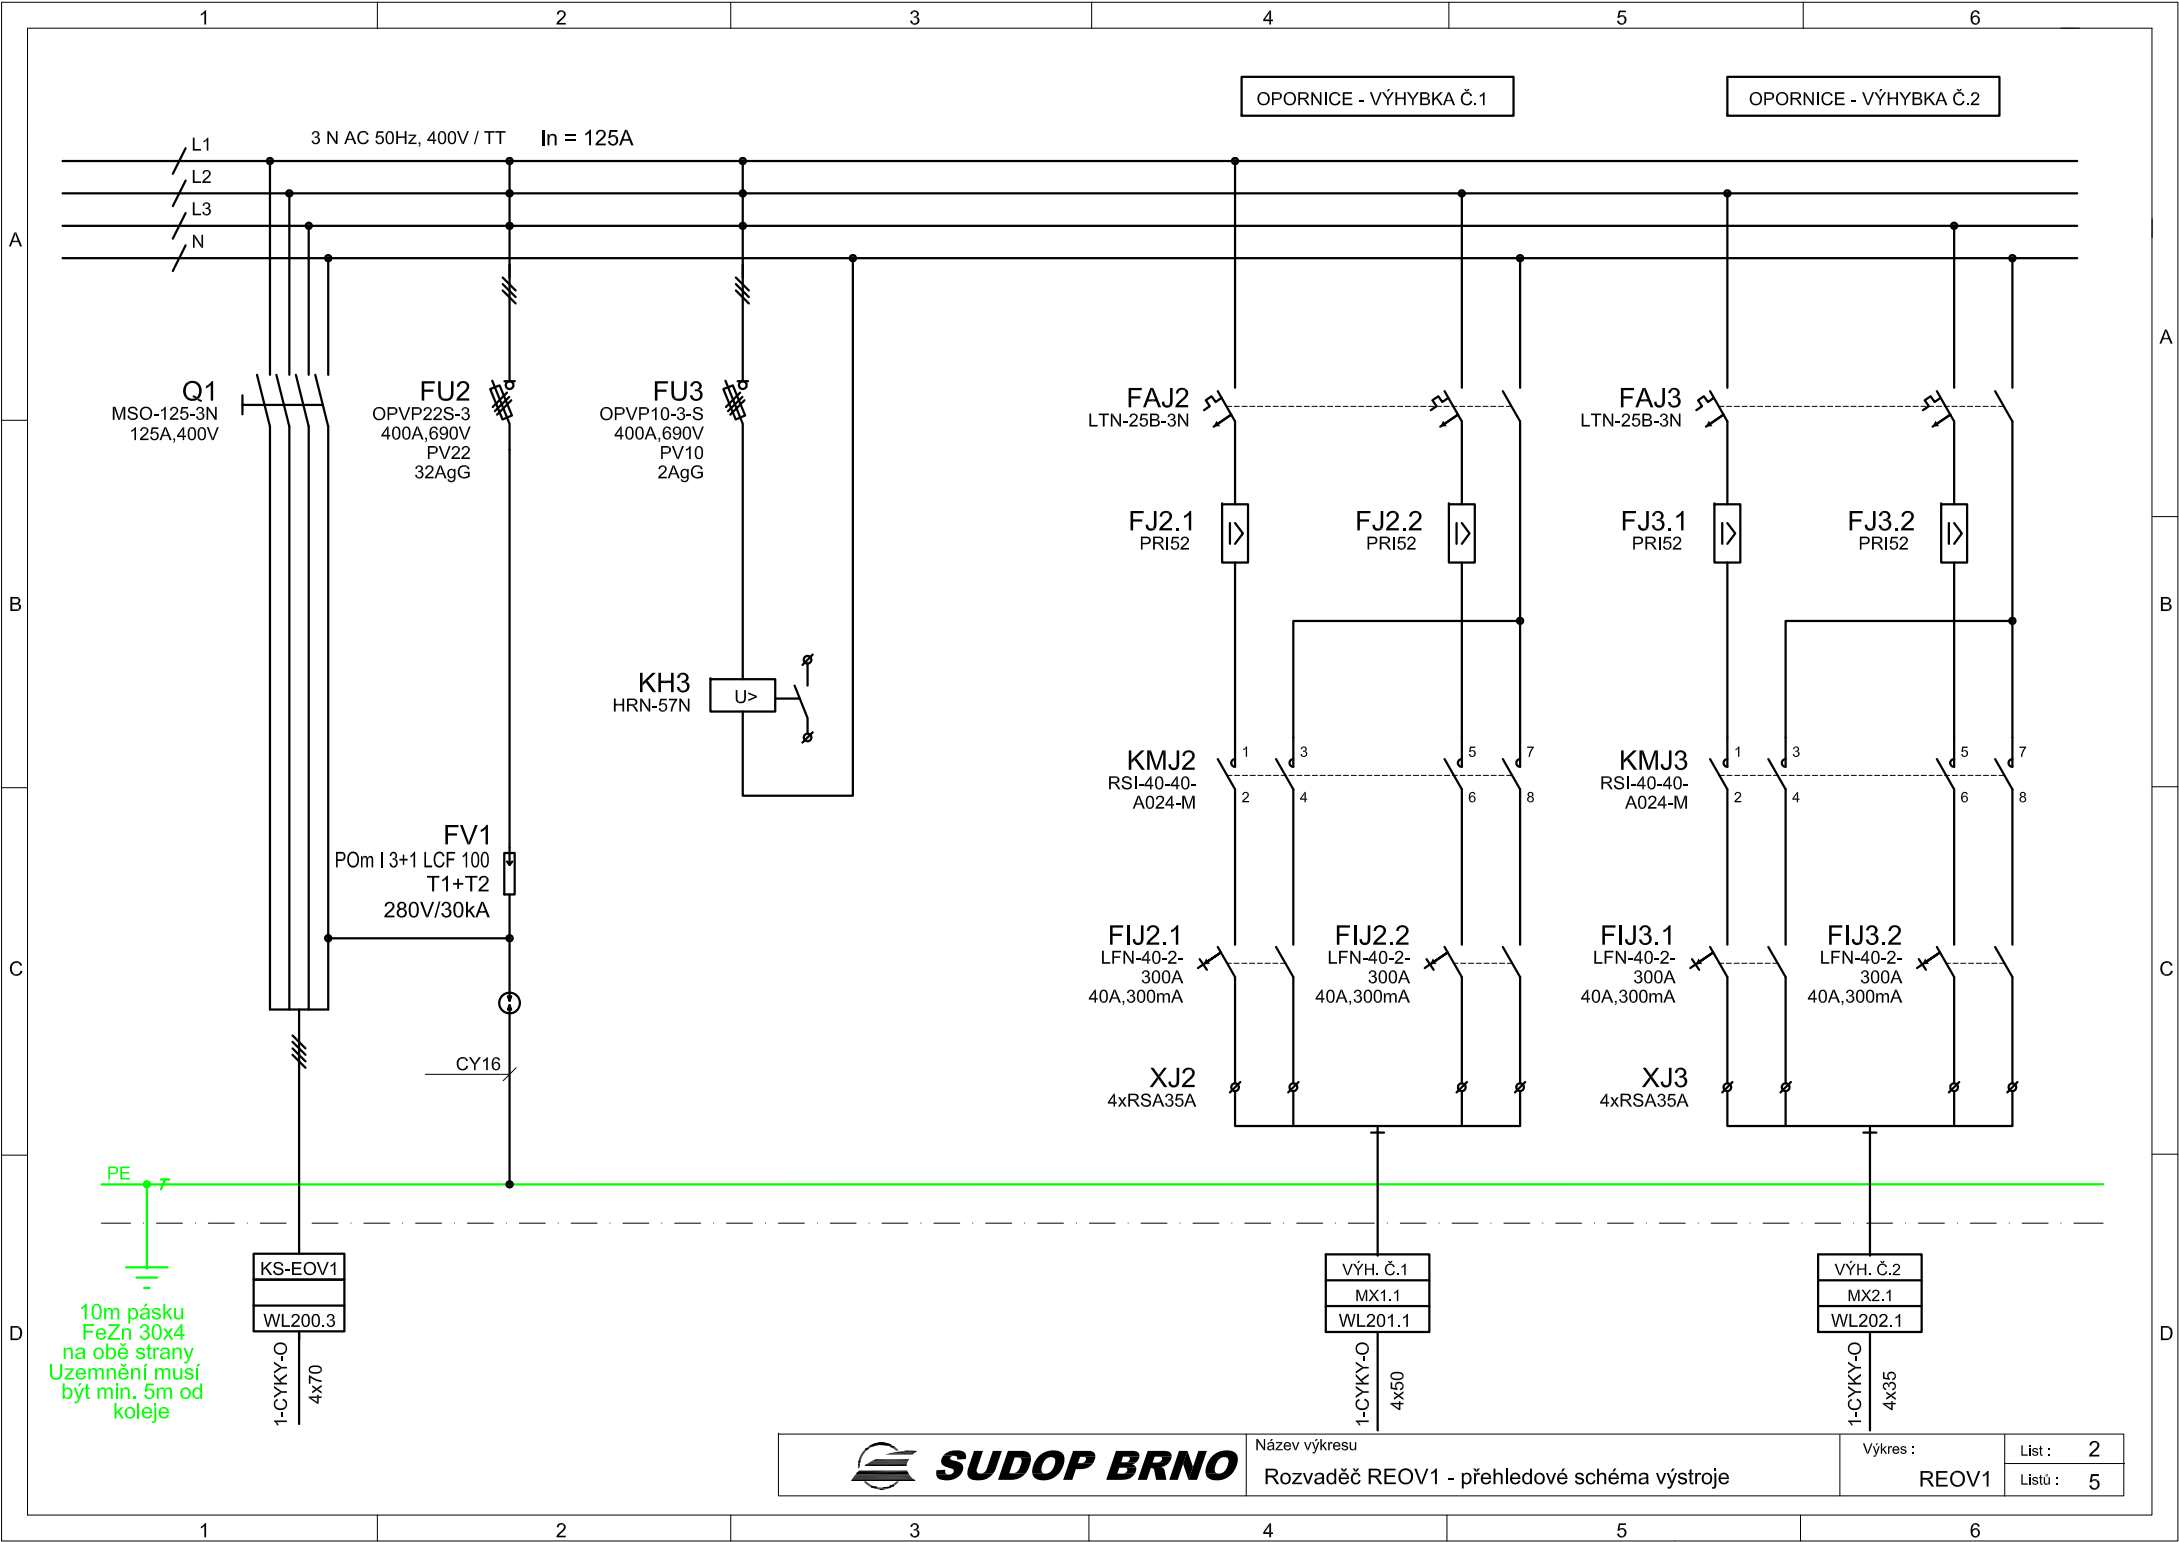 1
2
3
4
5
6
OPORNICE - VÝHYBKA Č.1
OPORNICE - VÝHYBKA Č.2
3 N AC 50Hz, 400V / TT
In = 125A
L1
L2
L3
N
A
A
Q1
MSO-125-3N
125A,400V
FU2
OPVP22S-3
400A,690V
PV22
32AgG
FU3
OPVP10-3-S
400A,690V
PV10
2AgG
FAJ2
LTN-25B-3N
FAJ3
LTN-25B-3N
FJ2.1
PRI52
FJ2.2
PRI52
FJ3.1
PRI52
FJ3.2
PRI52
B
B
KH3
HRN-57N
U>
KMJ2
RSI-40-40-
A024-M
1
3
5
7
2
4
6
8
KMJ3
RSI-40-40-
A024-M
1
3
5
7
2
4
6
8
FV1
POm I 3+1 LCF 100
T1+T2
280V/30kA
C
C
FIJ2.1
LFN-40-2-
300A
40A,300mA
FIJ2.2
LFN-40-2-
300A
40A,300mA
FIJ3.1
LFN-40-2-
300A
40A,300mA
FIJ3.2
LFN-40-2-
300A
40A,300mA
CY16
XJ2
4xRSA35A
XJ3
4xRSA35A
PE
KS-EOV1
WL200.3
VÝH. Č.1
MX1.1
WL201.1
VÝH. Č.2
MX2.1
WL202.1
D
D
10m pásku
FeZn 30x4
na obě strany
Uzemnění musí
být min. 5m od
koleje
1-CYKY-O
4x70
1-CYKY-O
4x50
1-CYKY-O
4x35
SUDOP BRNO
Název výkresu
Rozvaděč REOV1 - přehledové schéma výstroje
Výkres :
REOV1
List : 2
Listů : 5
1
2
3
4
5
6